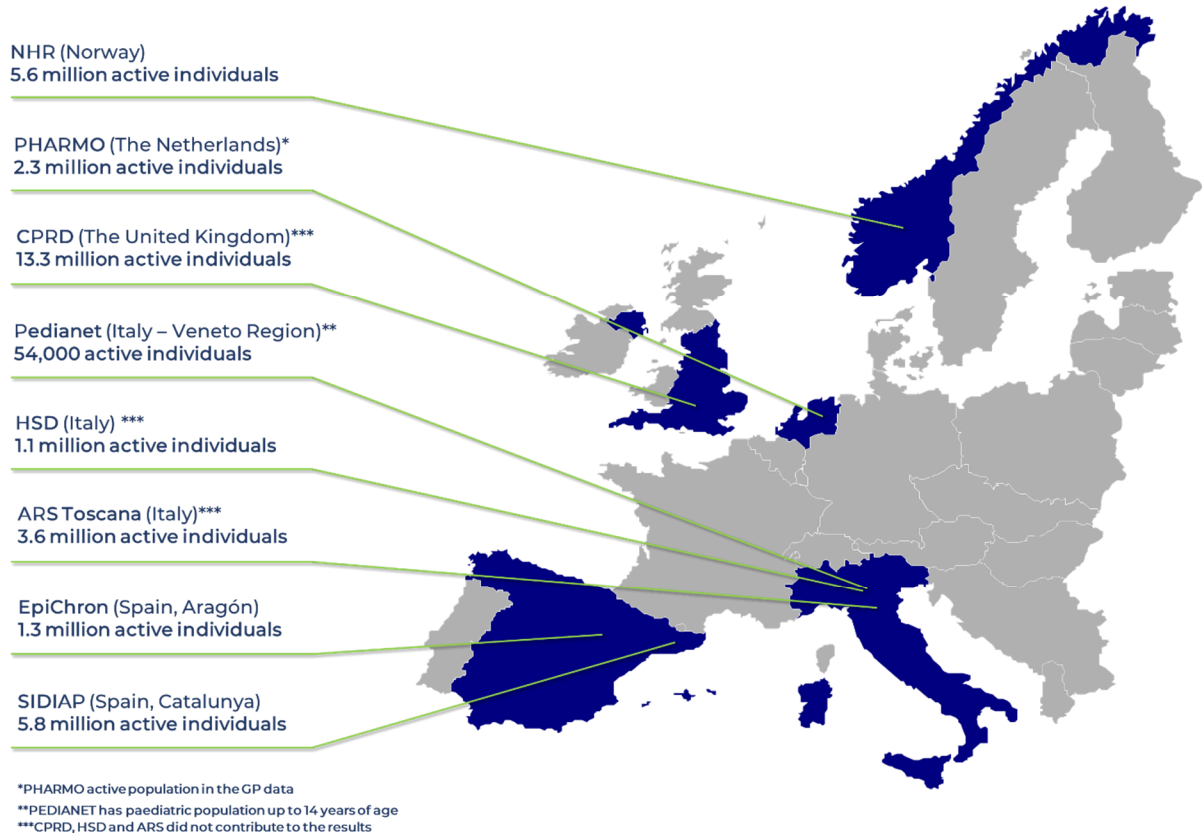 NHR (Norway)
5.6 million active individuals
PHARMO (The Netherlands)*
2.3 million active individuals
CPRD (The United Kingdom)***
13.3 million active individuals
Pedianet (Italy – Veneto Region)**
54,000 active individuals
HSD (Italy) ***
1.1 million active individuals
ARS Toscana (Italy)***
3.6 million active individuals
EpiChron (Spain, Aragón)
1.3 million active individuals
SIDIAP (Spain, Catalunya)
5.8 million active individuals
*PHARMO active population in the GP data
**PEDIANET has paediatric population up to 14 years of age
***CPRD, HSD and ARS did not contribute to the results